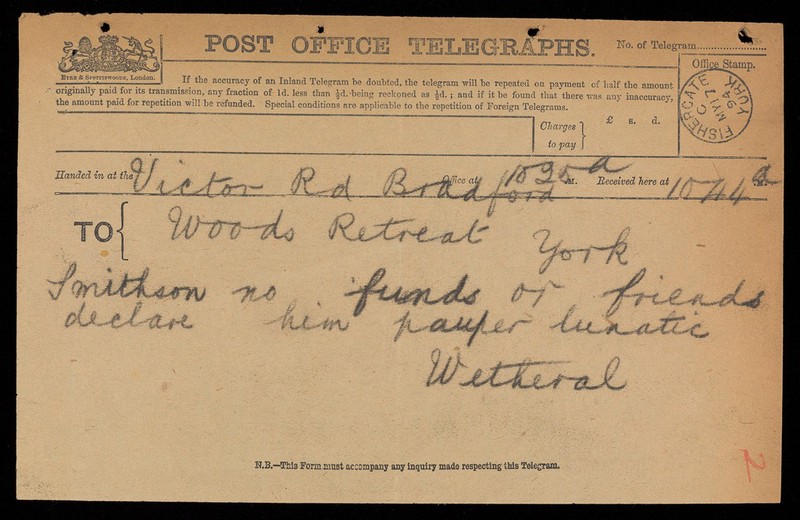 POST OFFICE TELEGRAPHS.
No. of Telegram
EYRE & SPOTTISWOODE, London.
If the accuracy of an Inland Telegram be doubted, the telegram will be repeated on payment of half the amount
originally paid for its transmission, any fraction of 1d. less than ½d. being reckoned as ½d.; and if it be found that there was any inaccuracy,
the amount paid for repetition will be refunded. Special conditions are applicable to the repetition of Foreign Telegrams.
Office Stamp.
FISHERGATE YORK
C
MY 17
94
Charges
to pay
£ s. d.
Handed in at the Victor Rd Bradford Office at 1035 a M. Received here at 1044 a M.
TO Woods Retreat York
Smithson no funds or friends
declare him pauper lunatic
Wetheral
N.B.—This Form must accompany any inquiry made respecting this Telegram.
2